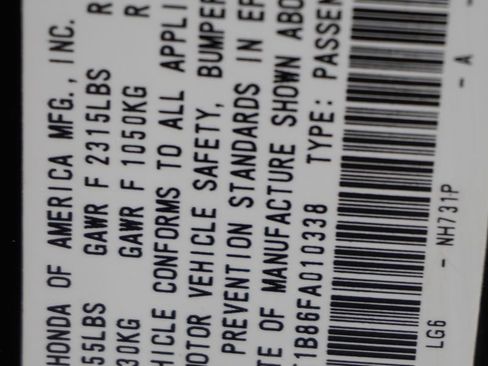 HONDA OF AMERICA MFG., INC.
55LBS GAWR F 2315LBS R
30KG GAWR F 1050KG R
HICLE CONFORMS TO ALL APPLI
MOTOR VEHICLE SAFETY, BUMPER
PREVENTION STANDARDS IN EF
TE OF MANUFACTURE SHOWN ABO
1B86FA010338 TYPE: PASSEN
LG6 - NH731P - A -